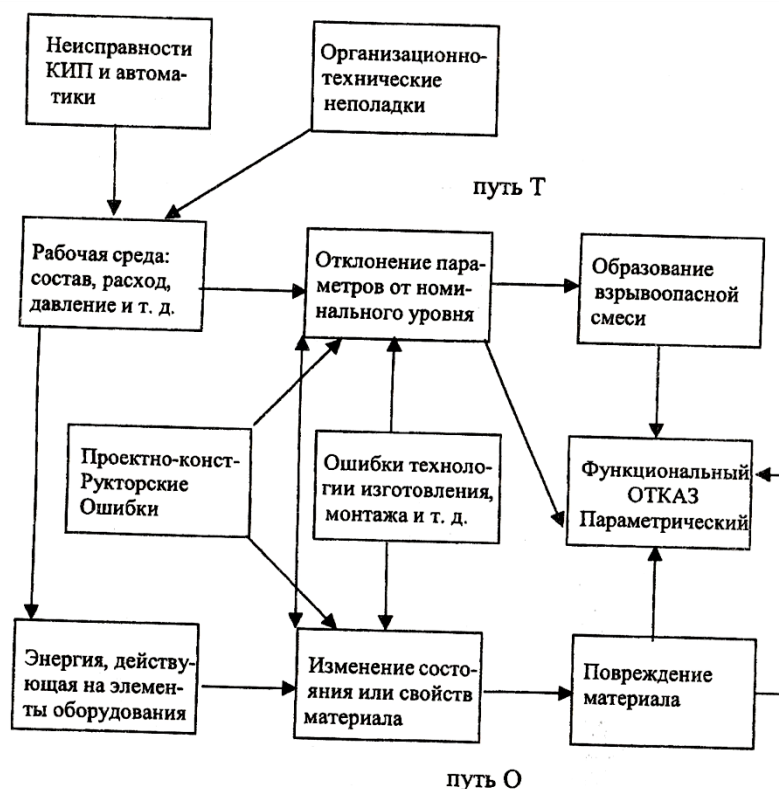 Неисправности
КИП и автома-
тики
Организационно-
технические
неполадки
путь Т
Рабочая среда:
состав, расход,
давление и т. д.
Отклонение пара-
метров от номи-
нального уровня
Образование
взрывоопасной
смеси
Проектно-конст-
Рукторские
Ошибки
Ошибки техноло-
гии изготовления,
монтажа и т. д.
Функциональный
ОТКАЗ
Параметрический
Энергия, действу-
ющая на элемен-
ты оборудования
Изменение состо-
яния или свойств
материала
Повреждение
материала
путь О